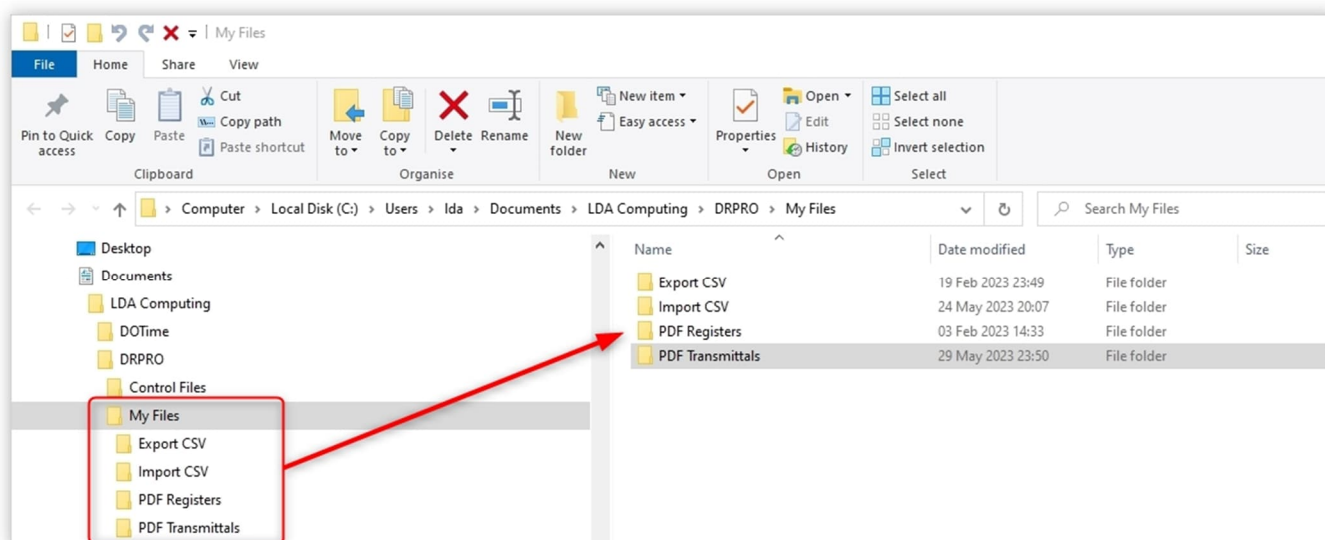 My Files
File Home Share View
Pin to Quick access
Copy
Paste
Cut
Copy path
Paste shortcut
Clipboard
Move to
Copy to
Delete
Rename
Organise
New folder
New item
Easy access
New
Properties
Open
Edit
History
Open
Select all
Select none
Invert selection
Select
Computer > Local Disk (C:) > Users > lda > Documents > LDA Computing > DRPRO > My Files
Search My Files
Desktop
Documents
LDA Computing
DOTime
DRPRO
Control Files
My Files
Export CSV
Import CSV
PDF Registers
PDF Transmittals
Name Date modified Type Size
Export CSV 19 Feb 2023 23:49 File folder
Import CSV 24 May 2023 20:07 File folder
PDF Registers 03 Feb 2023 14:33 File folder
PDF Transmittals 29 May 2023 23:50 File folder